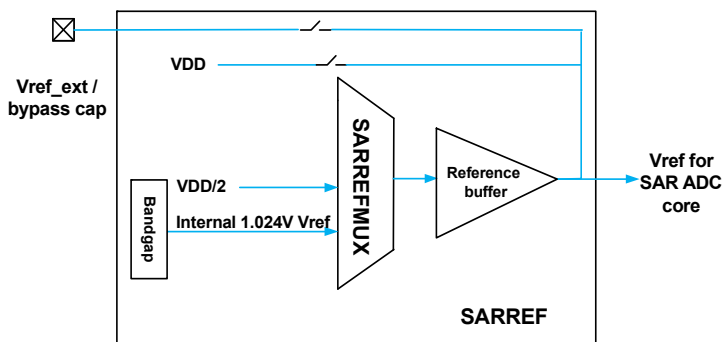 Vref_ext /
bypass cap
VDD
SARREFMUX
Reference
buffer
Vref for
SAR ADC
core
VDD/2
Internal 1.024V Vref
Bandgap
SARREF